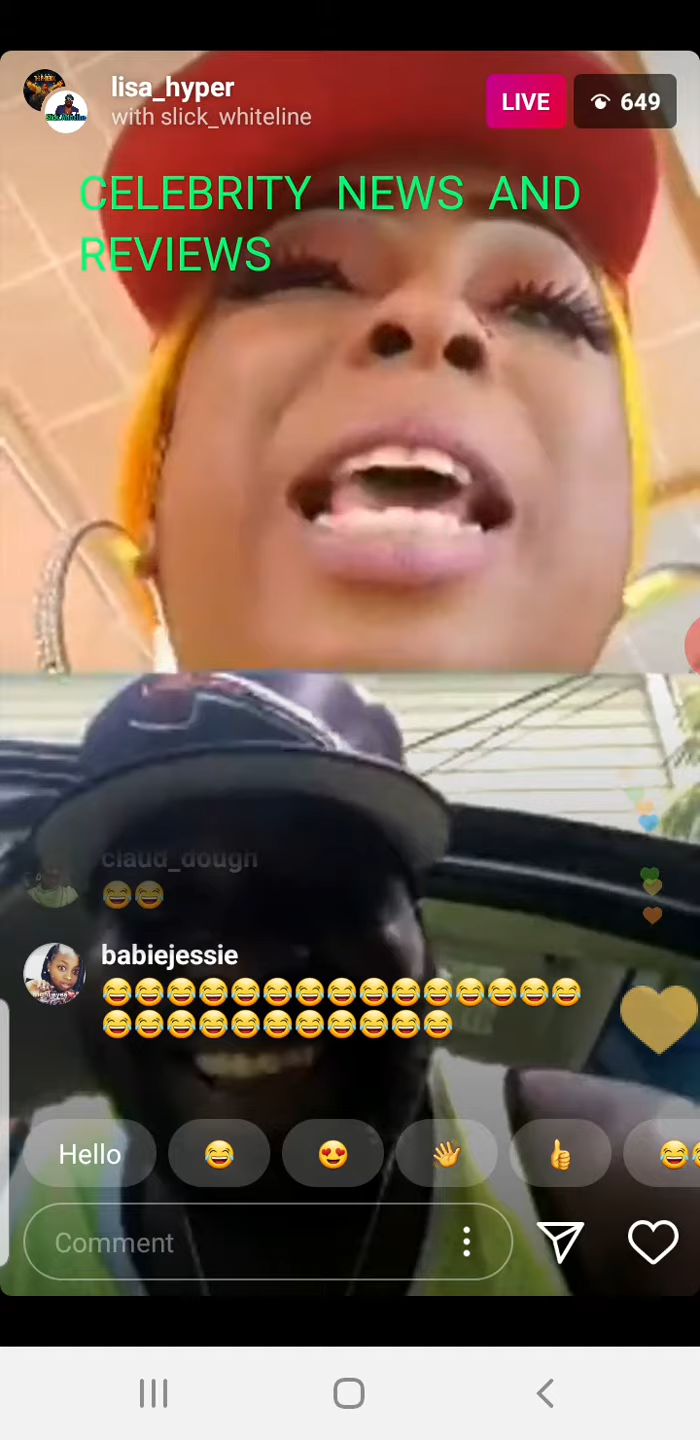 lisa_hyper
with slick_whiteline
LIVE
649
CELEBRITY NEWS AND
REVIEWS
claud_dough
😂😂
babiejessie
😂😂😂😂😂😂😂😂😂😂😂😂😂😂😂
😂😂😂😂😂😂😂😂😂😂😂
Hello 😂 😍 👋 👍 😂
Comment